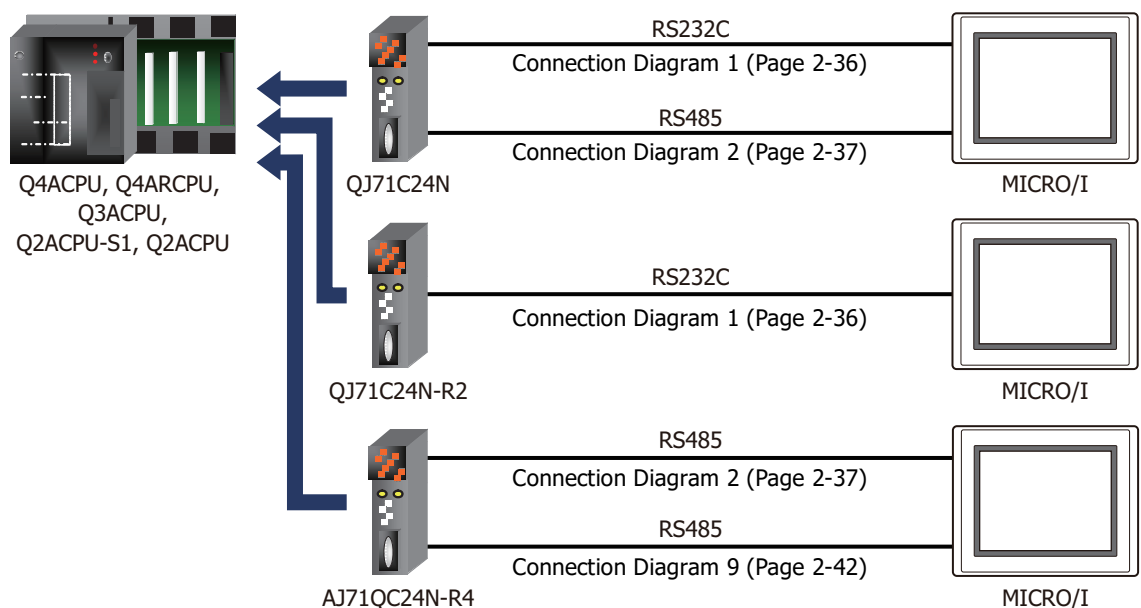 RS232C
Connection Diagram 1 (Page 2-36)
RS485
Connection Diagram 2 (Page 2-37)
Q4ACPU, Q4ARCPU,
Q3ACPU,
Q2ACPU-S1, Q2ACPU
QJ71C24N
MICRO/I
RS232C
Connection Diagram 1 (Page 2-36)
QJ71C24N-R2
MICRO/I
RS485
Connection Diagram 2 (Page 2-37)
RS485
Connection Diagram 9 (Page 2-42)
AJ71QC24N-R4
MICRO/I